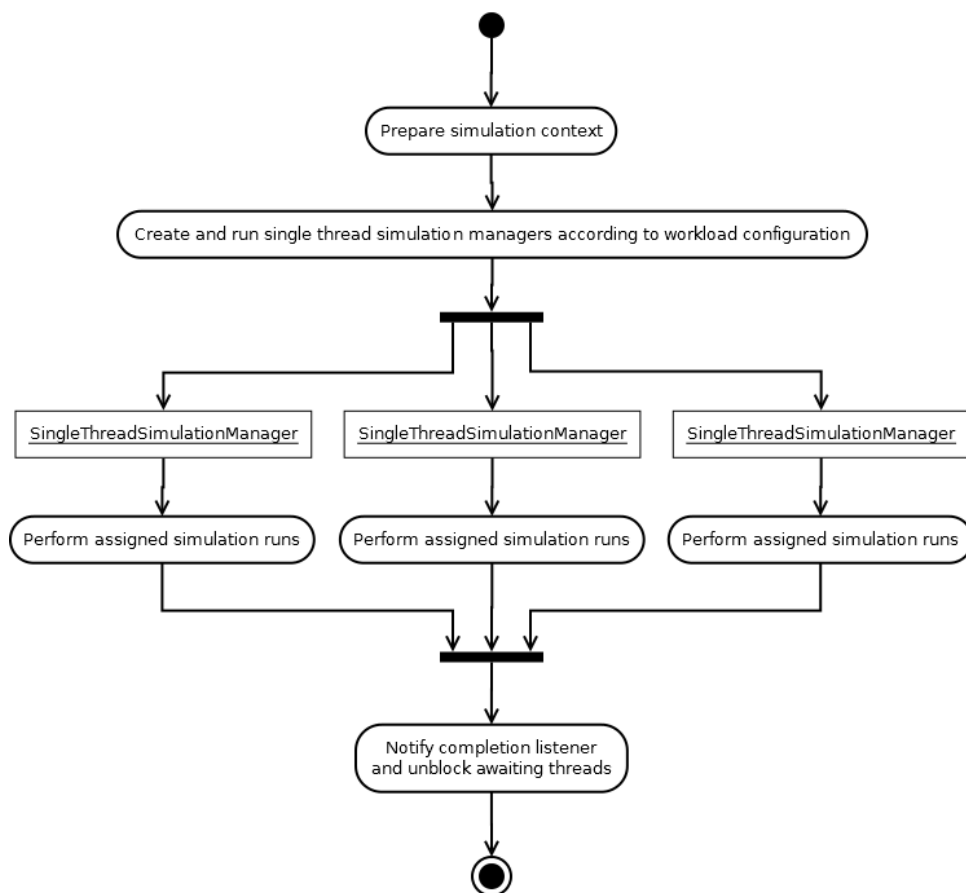 Prepare simulation context
Create and run single thread simulation managers according to workload configuration
SingleThreadSimulationManager
SingleThreadSimulationManager
SingleThreadSimulationManager
Perform assigned simulation runs
Perform assigned simulation runs
Perform assigned simulation runs
Notify completion listener
and unblock awaiting threads